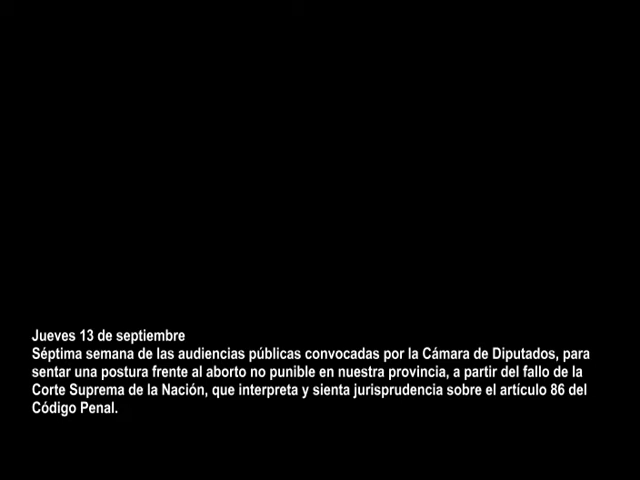 Jueves 13 de septiembre
Séptima semana de las audiencias públicas convocadas por la Cámara de Diputados, para
sentar una postura frente al aborto no punible en nuestra provincia, a partir del fallo de la
Corte Suprema de la Nación, que interpreta y sienta jurisprudencia sobre el artículo 86 del
Código Penal.